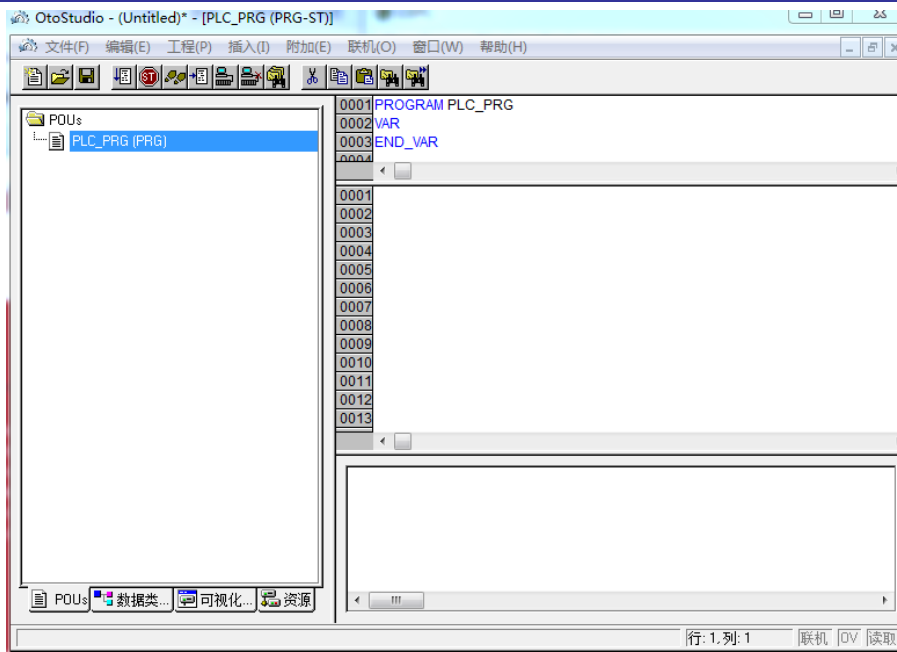 OtoStudio - (Untitled)* - [PLC_PRG (PRG-ST)]
文件(F) 编辑(E) 工程(P) 插入(I) 附加(E) 联机(O) 窗口(W) 帮助(H)
POUs
PLC_PRG (PRG)
0001 PROGRAM PLC_PRG
0002 VAR
0003 END_VAR
0004
0001
0002
0003
0004
0005
0006
0007
0008
0009
0010
0011
0012
0013
POUs 数据类... 可视化... 资源
行: 1, 列: 1 联机 OV 读取